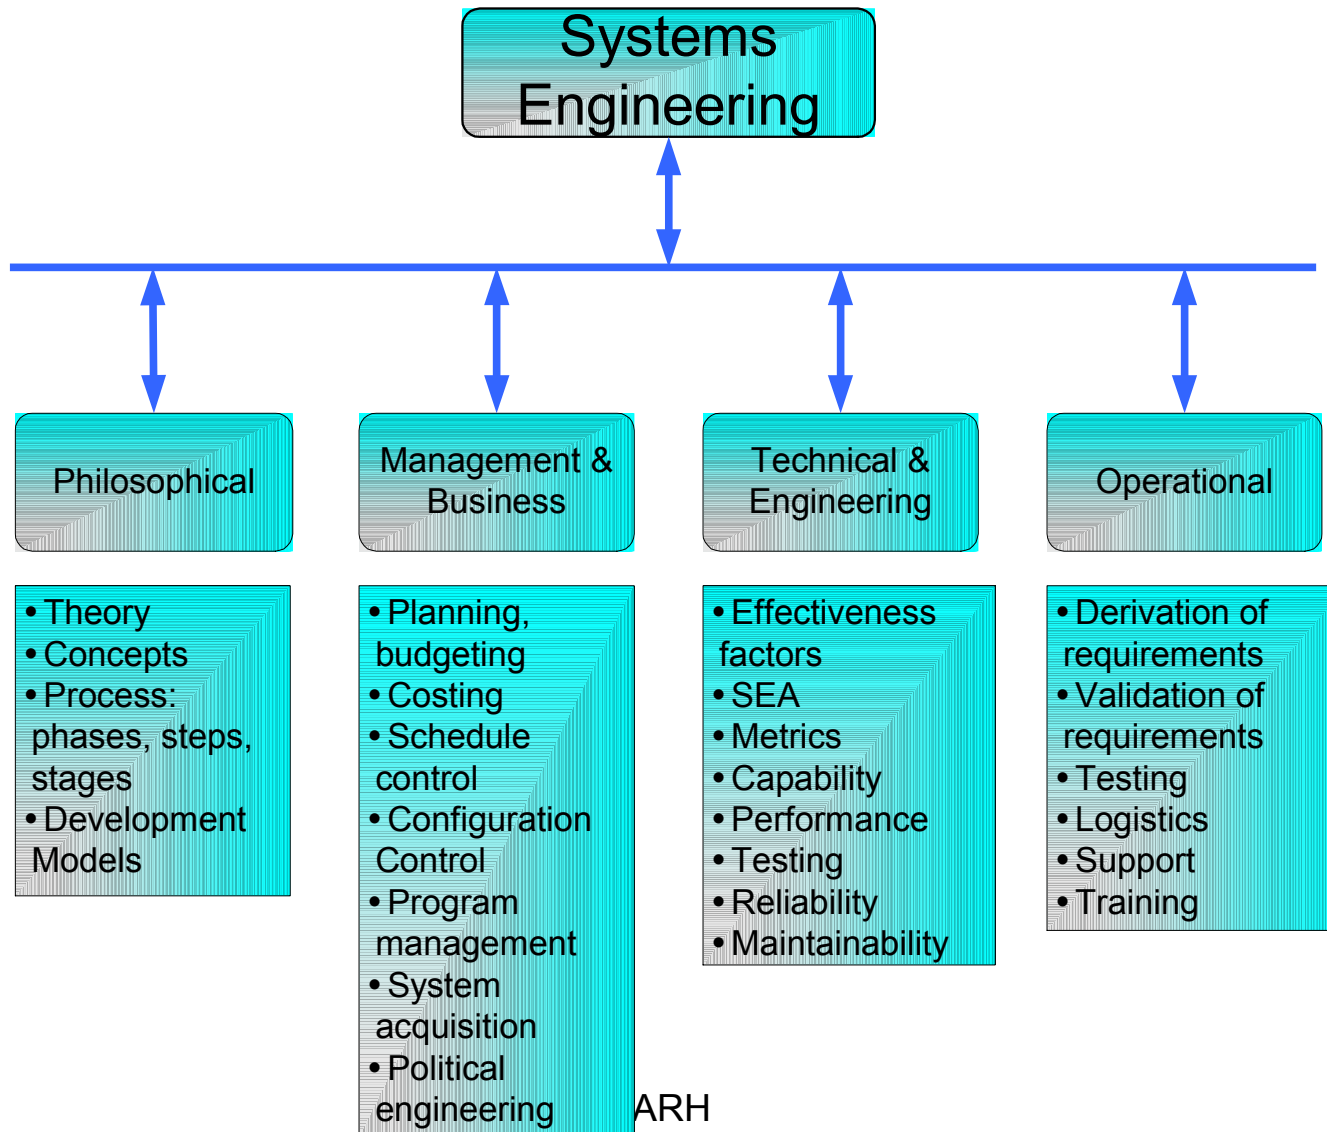 Systems
Engineering
Philosophical
Management &
Business
Technical &
Engineering
Operational
• Theory
• Concepts
• Process:
phases, steps,
stages
• Development
Models
• Planning,
budgeting
• Costing
• Schedule
control
• Configuration
Control
• Program
management
• System
acquisition
• Political
engineering
• Effectiveness
factors
• SEA
• Metrics
• Capability
• Performance
• Testing
• Reliability
• Maintainability
• Derivation of
requirements
• Validation of
requirements
• Testing
• Logistics
• Support
• Training
ARH